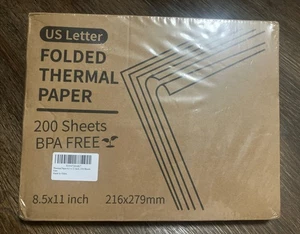 US Letter
FOLDED
THERMAL
PAPER
200 Sheets
BPA FREE
8.5x11 inch 216x279mm